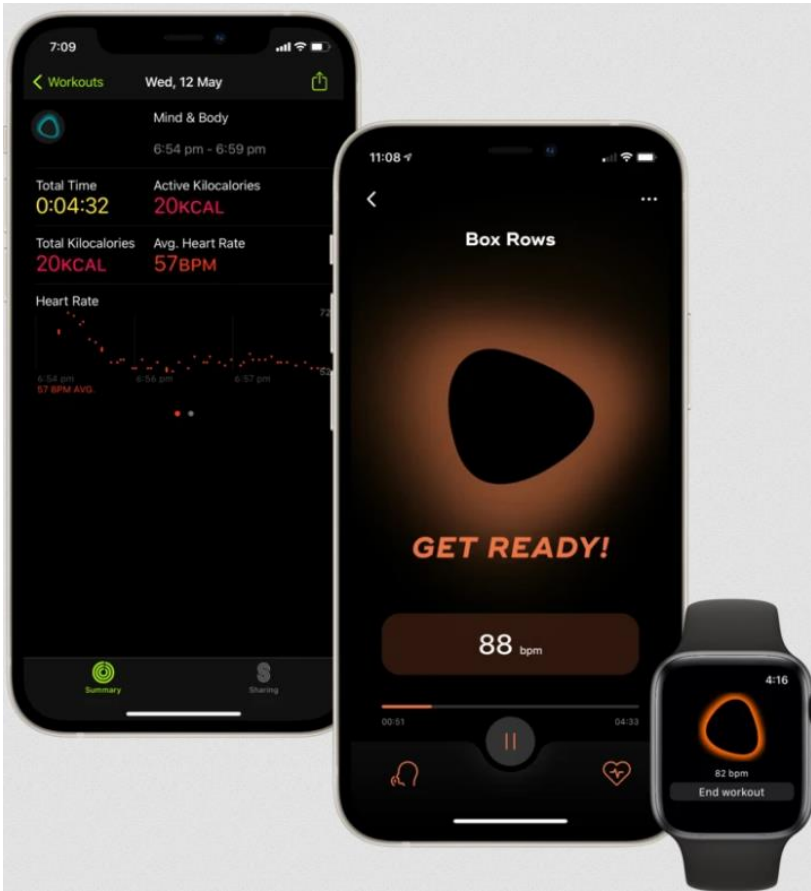 7:09
Workouts
Wed, 12 May
Mind & Body
6:54 pm - 6:59 pm
Total Time
Active Kilocalories
0:04:32
20KCAL
Total Kilocalories
Avg. Heart Rate
20KCAL
57BPM
Heart Rate
72
6:54 pm
6:56 pm
6:57 pm
57 BPM AVG.
Summary
Sharing
11:08
Box Rows
GET READY!
88 bpm
00:51
04:33
4:16
82 bpm
End workout